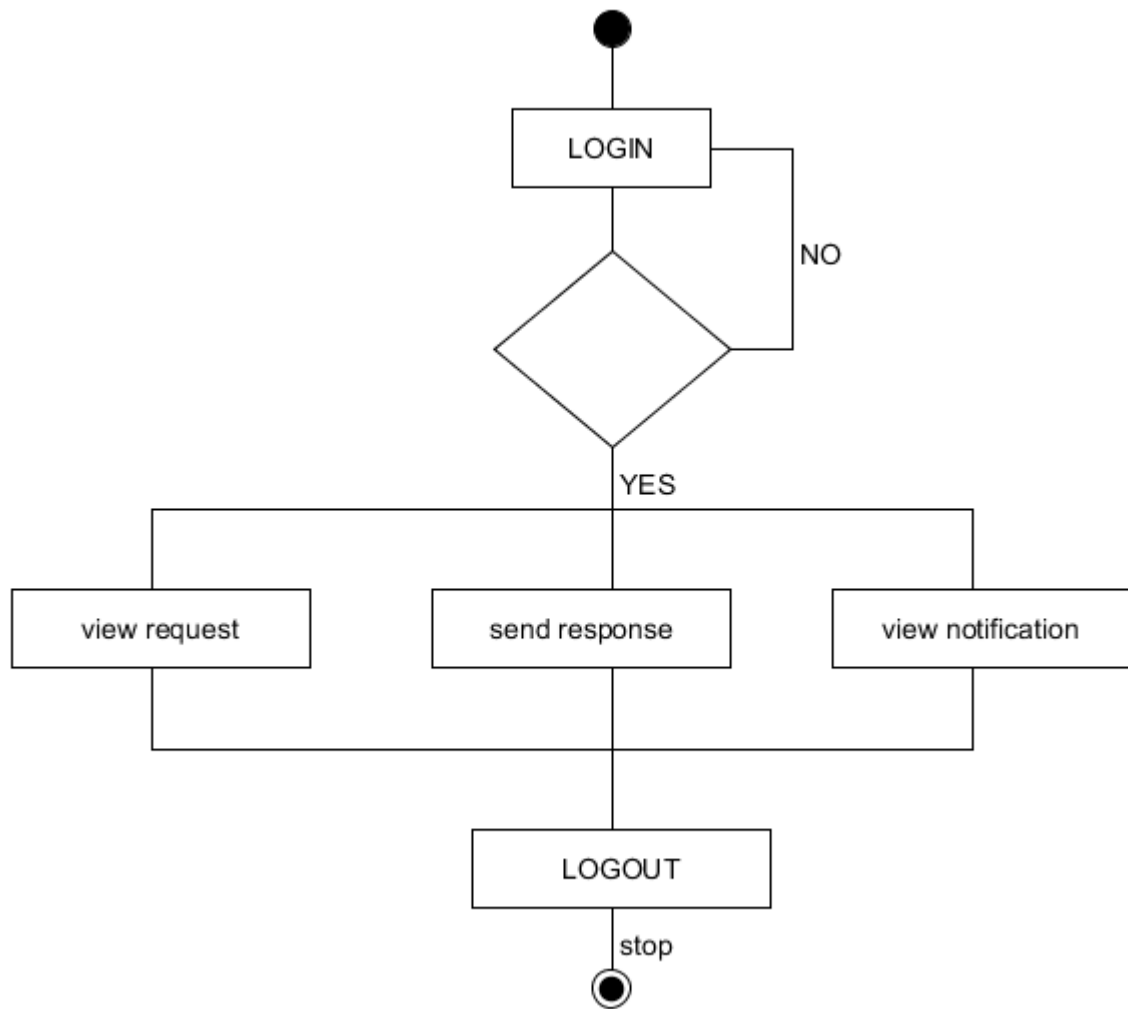 LOGIN
NO
YES
view request
send response
view notification
LOGOUT
stop